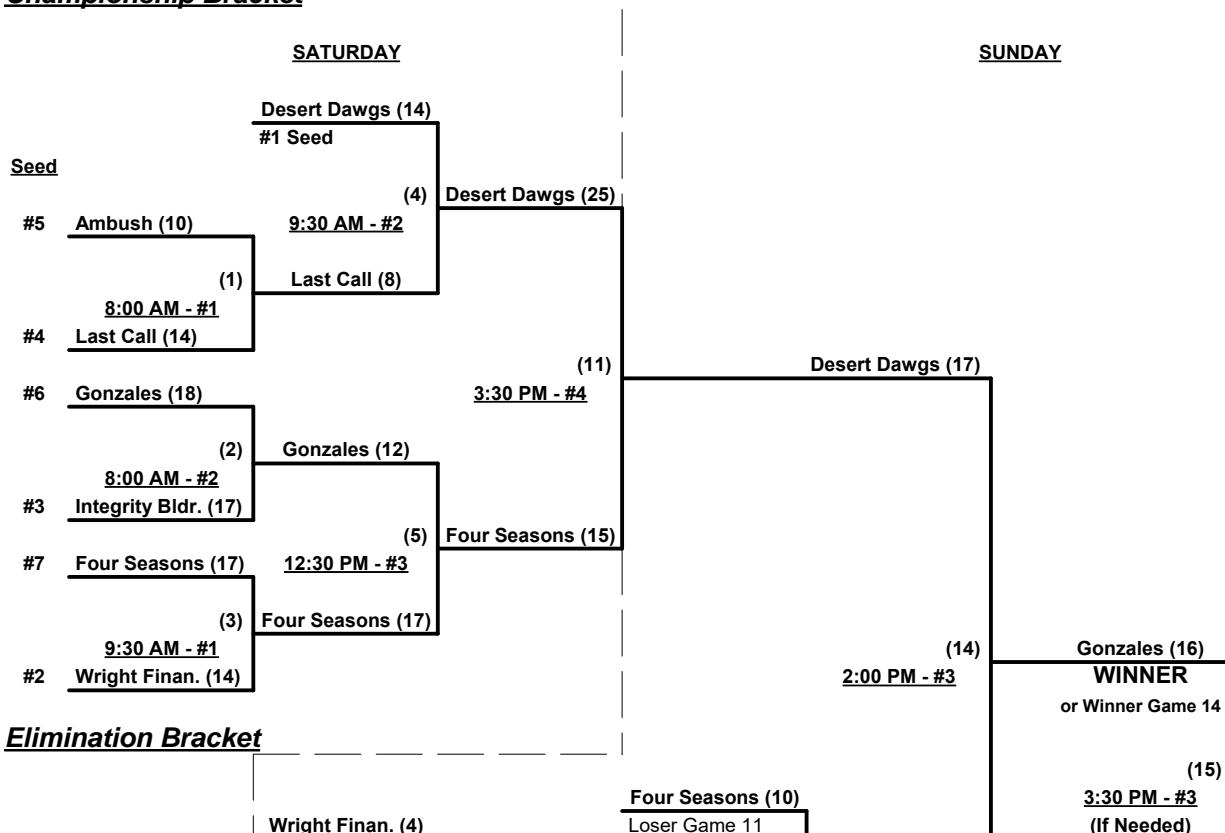 Championship Bracket
SATURDAY
SUNDAY
Desert Dawgs (14)
#1 Seed
Seed
(4)
Desert Dawgs (25)
#5
Ambush (10)
9:30 AM - #2
(1)
Last Call (8)
8:00 AM - #1
#4
Last Call (14)
(11)
Desert Dawgs (17)
#6
Gonzales (18)
3:30 PM - #4
(2)
Gonzales (12)
8:00 AM - #2
#3
Integrity Bldr. (17)
(5)
Four Seasons (15)
#7
Four Seasons (17)
12:30 PM - #3
(3)
Four Seasons (17)
9:30 AM - #1
(14)
Gonzales (16)
#2
Wright Finan. (14)
2:00 PM - #3
WINNER
or Winner Game 14
Elimination Bracket
(15)
Four Seasons (10)
3:30 PM - #3
Wright Finan. (4)
Loser Game 11
(If Needed)